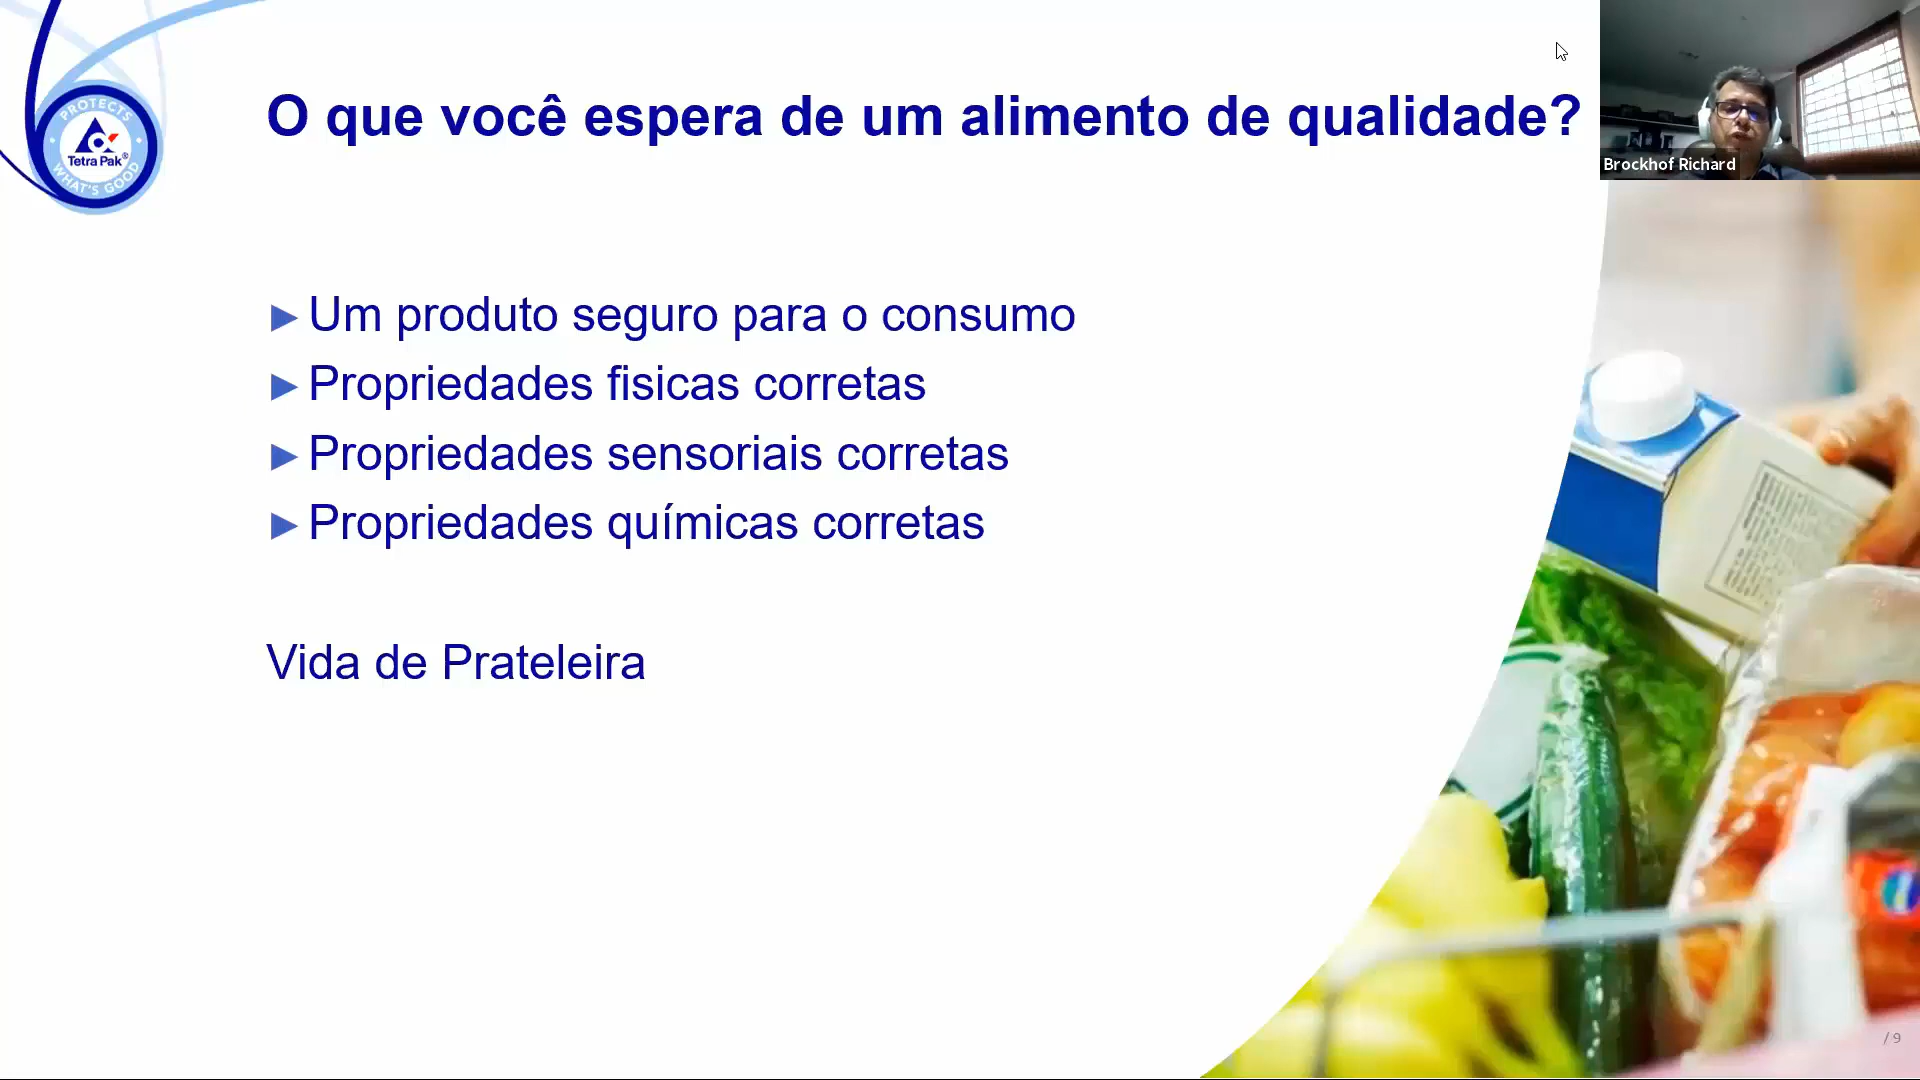 PROTECTS
Tetra Pak®
WHAT'S GOOD
O que você espera de um alimento de qualidade?
Brockhof Richard
►Um produto seguro para o consumo
►Propriedades fisicas corretas
►Propriedades sensoriais corretas
►Propriedades químicas corretas
Vida de Prateleira
/ 9